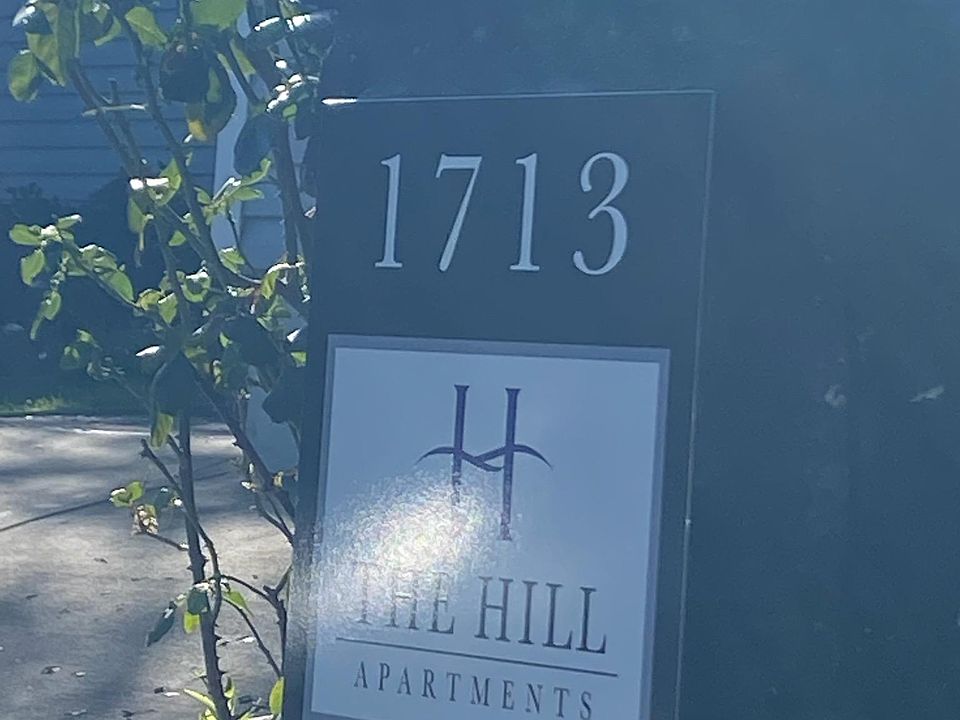 1713
H
THE HILL
APARTMENTS